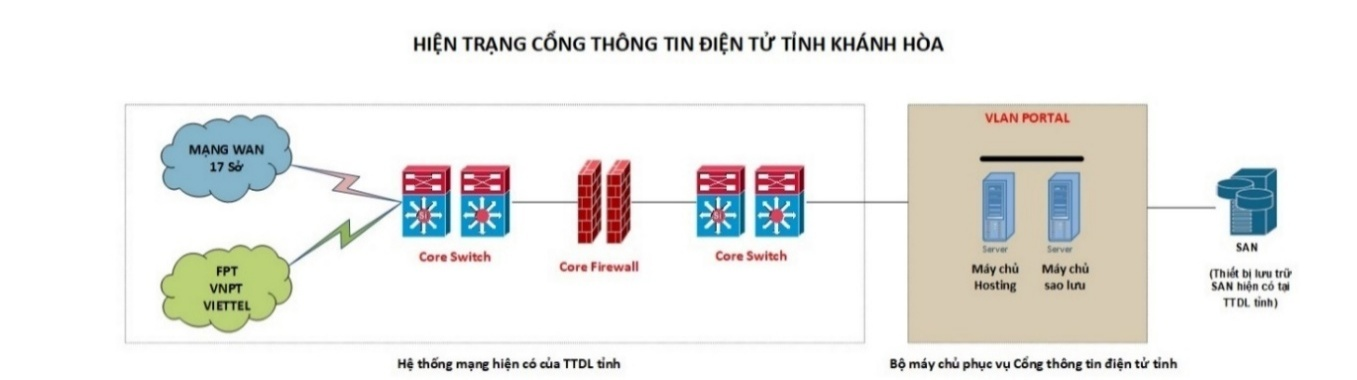 HIỆN TRẠNG CỔNG THÔNG TIN ĐIỆN TỬ TỈNH KHÁNH HÒA
MẠNG WAN
17 Sở
FPT
VNPT
VIETTEL
Si
Core Switch
Core Firewall
Si
Core Switch
Hệ thống mạng hiện có của TTDL tỉnh
VLAN PORTAL
Server
Máy chủ
Hosting
Server
Máy chủ
sao lưu
Bộ máy chủ phục vụ Cổng thông tin điện tử tỉnh
SAN
(Thiết bị lưu trữ
SAN hiện có tại
TTDL tỉnh)